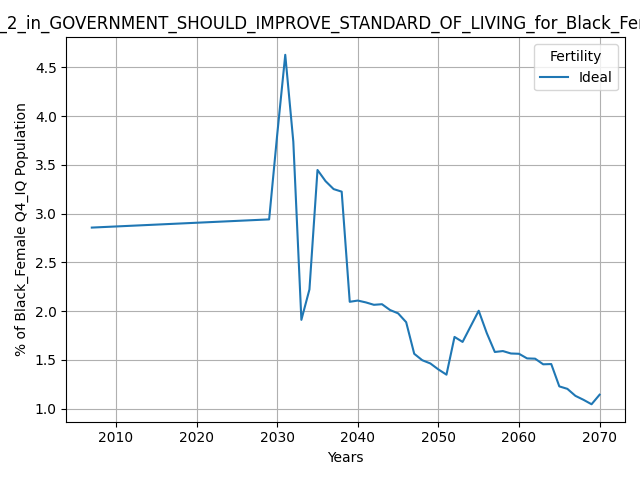 _2_in_GOVERNMENT_SHOULD_IMPROVE_STANDARD_OF_LIVING_for_Black_Fem
Fertility
Ideal
% of Black_Female Q4_IQ Population
4.5
4.0
3.5
3.0
2.5
2.0
1.5
1.0
2010 2020 2030 2040 2050 2060 2070
Years